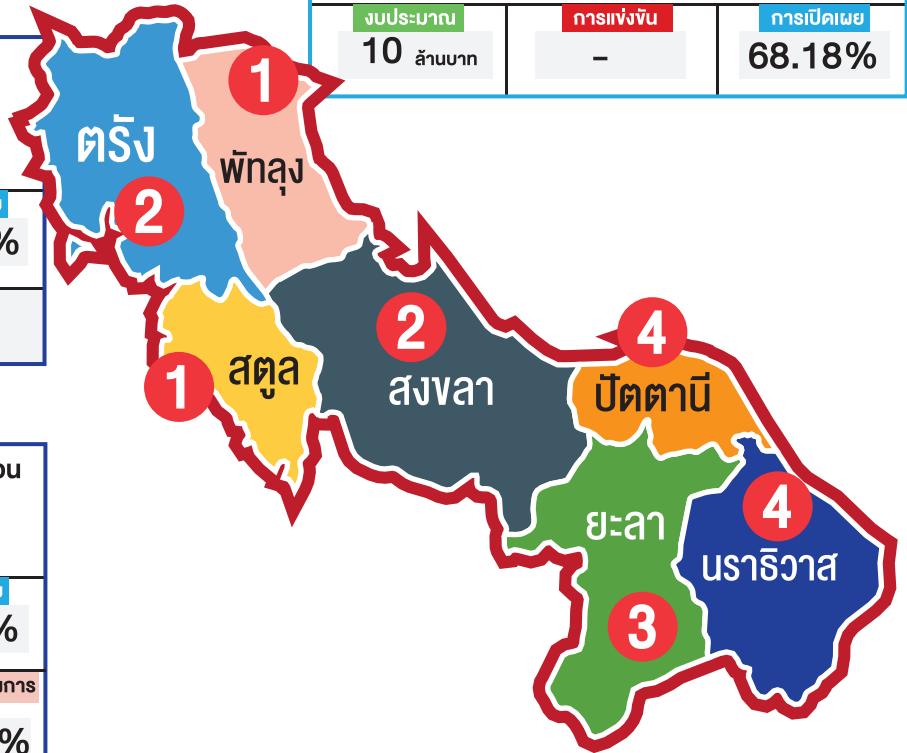 งบประมาณ การแข่งขัน การเปิดเผย
10 ล้านบาท - 68.18%
1
ตรัง
พัทลุง
2
%
2
4
สตูล
1
สงขลา
ปัตตานี
4
ยะลา
นราธิวาส
3
%
%